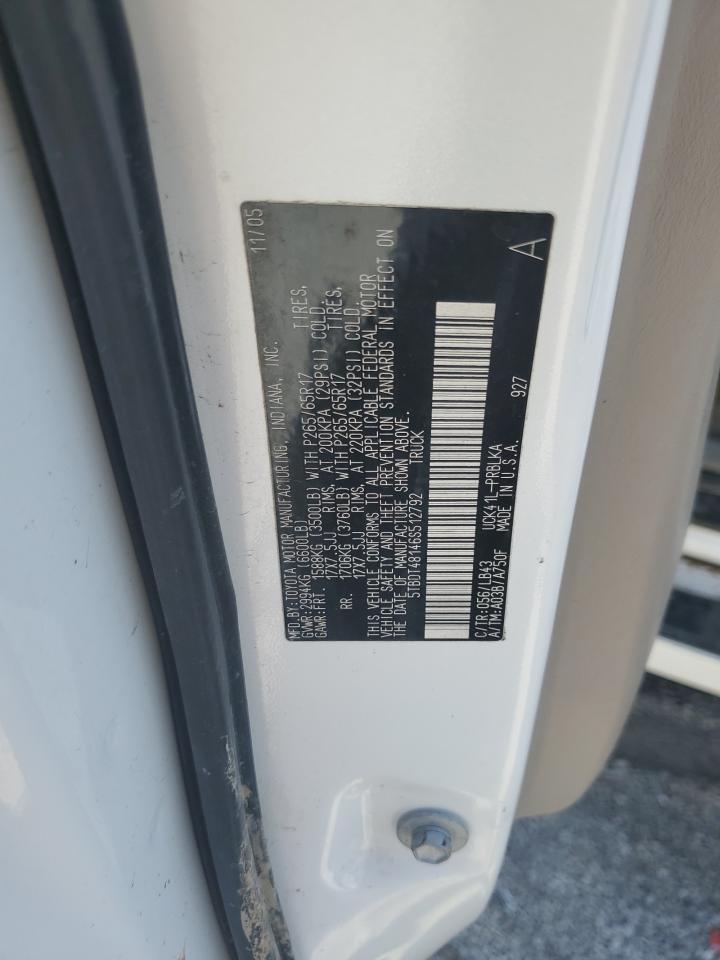 MFD.BY:TOYOTA MOTOR MANUFACTURING, INDIANA, INC. 11/05
GVWR:2994KG(6600LB)
GAWR:FRT. 1588KG (3500LB) WITH P265/65R17 TIRES,
17X7.5JJ RIMS, AT 200KPA (29PSI) COLD.
RR. 1706KG (3760LB) WITH P265/65R17 TIRES,
17X7.5JJ RIMS, AT 220KPA (32PSI) COLD.
THIS VEHICLE CONFORMS TO ALL APPLICABLE FEDERAL MOTOR
VEHICLE SAFETY AND THEFT PREVENTION STANDARDS IN EFFECT ON
THE DATE OF MANUFACTURE SHOWN ABOVE.
5TBDT48146S512792 TRUCK
C/TR:056/LB43 UCK41L-PRBLKA
A/TM:A03B/A750F MADE IN U.S.A. 927
A